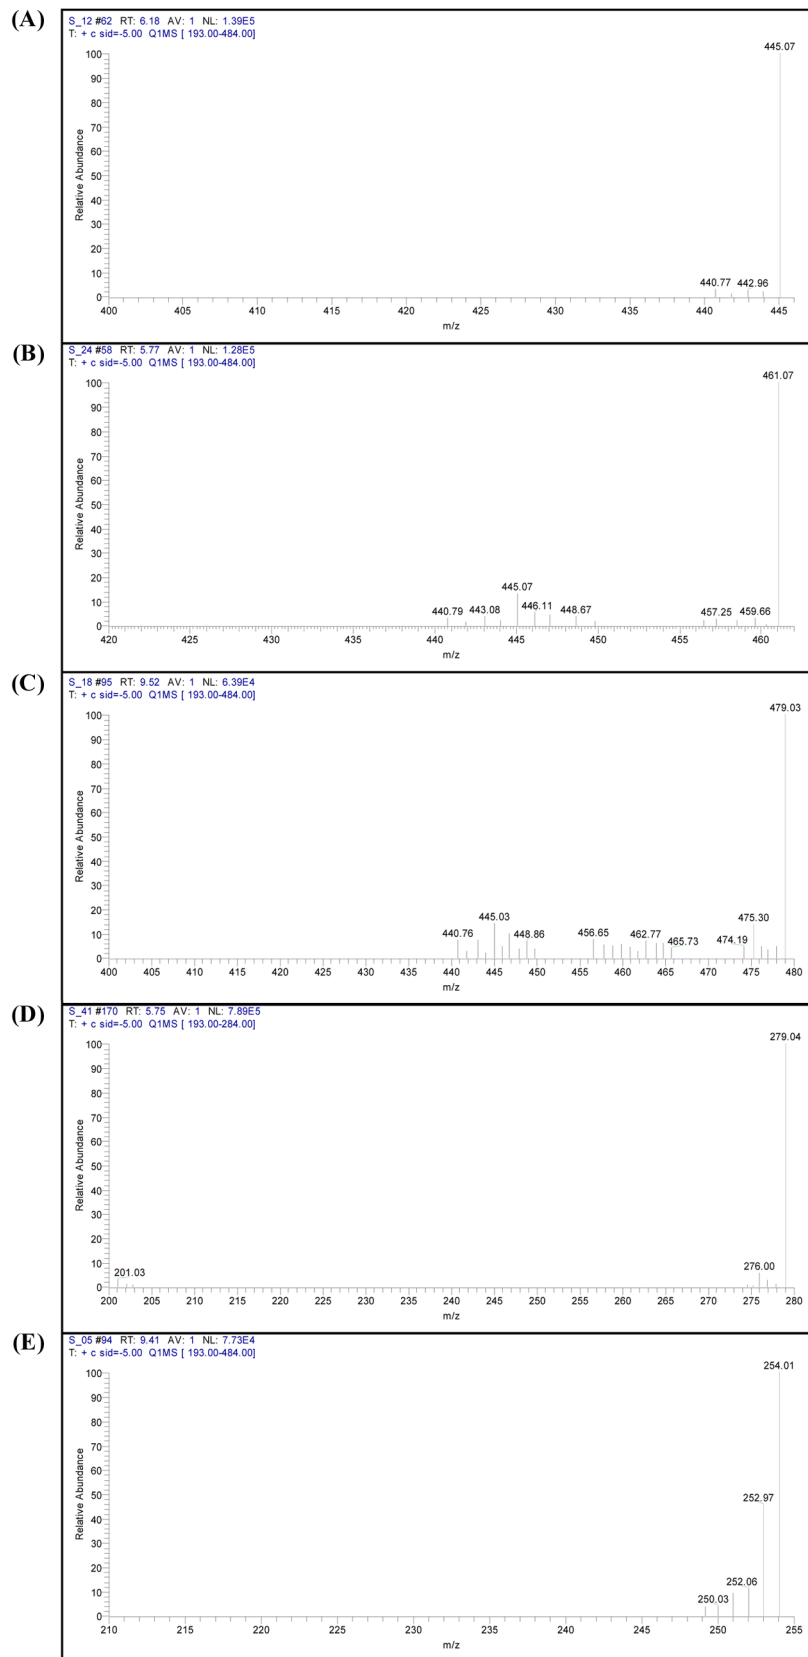 (A)
S_12 #62 RT: 6.18 AV: 1 NL: 1.39E5
T: + c sid=-5.00 Q1MS [ 193.00-484.00]
445.07
100
90
80
70
60
50
40
30
20
10
0
Relative Abundance
440.77 442.96
400 405 410 415 420 425 430 435 440 445
m/z
(B)
S_24 #58 RT: 5.77 AV: 1 NL: 1.28E5
T: + c sid=-5.00 Q1MS [ 193.00-484.00]
461.07
100
90
80
70
60
50
40
30
20
10
0
Relative Abundance
445.07
440.79 443.08 446.11 448.67 457.25 459.66
420 425 430 435 440 445 450 455 460
m/z
(C)
S_18 #95 RT: 9.52 AV: 1 NL: 6.39E4
T: + c sid=-5.00 Q1MS [ 193.00-484.00]
479.03
100
90
80
70
60
50
40
30
20
10
0
Relative Abundance
445.03 475.30
440.76 448.86 456.65 462.77 465.73 474.19
400 405 410 415 420 425 430 435 440 445 450 455 460 465 470 475 480
m/z
(D)
S_41 #170 RT: 5.75 AV: 1 NL: 7.89E5
T: + c sid=-5.00 Q1MS [ 193.00-284.00]
279.04
100
90
80
70
60
50
40
30
20
10
0
Relative Abundance
201.03 276.00
200 205 210 215 220 225 230 235 240 245 250 255 260 265 270 275 280
m/z
(E)
S_05 #94 RT: 9.41 AV: 1 NL: 7.73E4
T: + c sid=-5.00 Q1MS [ 193.00-484.00]
254.01
100
90
80
70
60
50
40
30
20
10
0
Relative Abundance
252.97
252.06
250.03
210 215 220 225 230 235 240 245 250 255
m/z